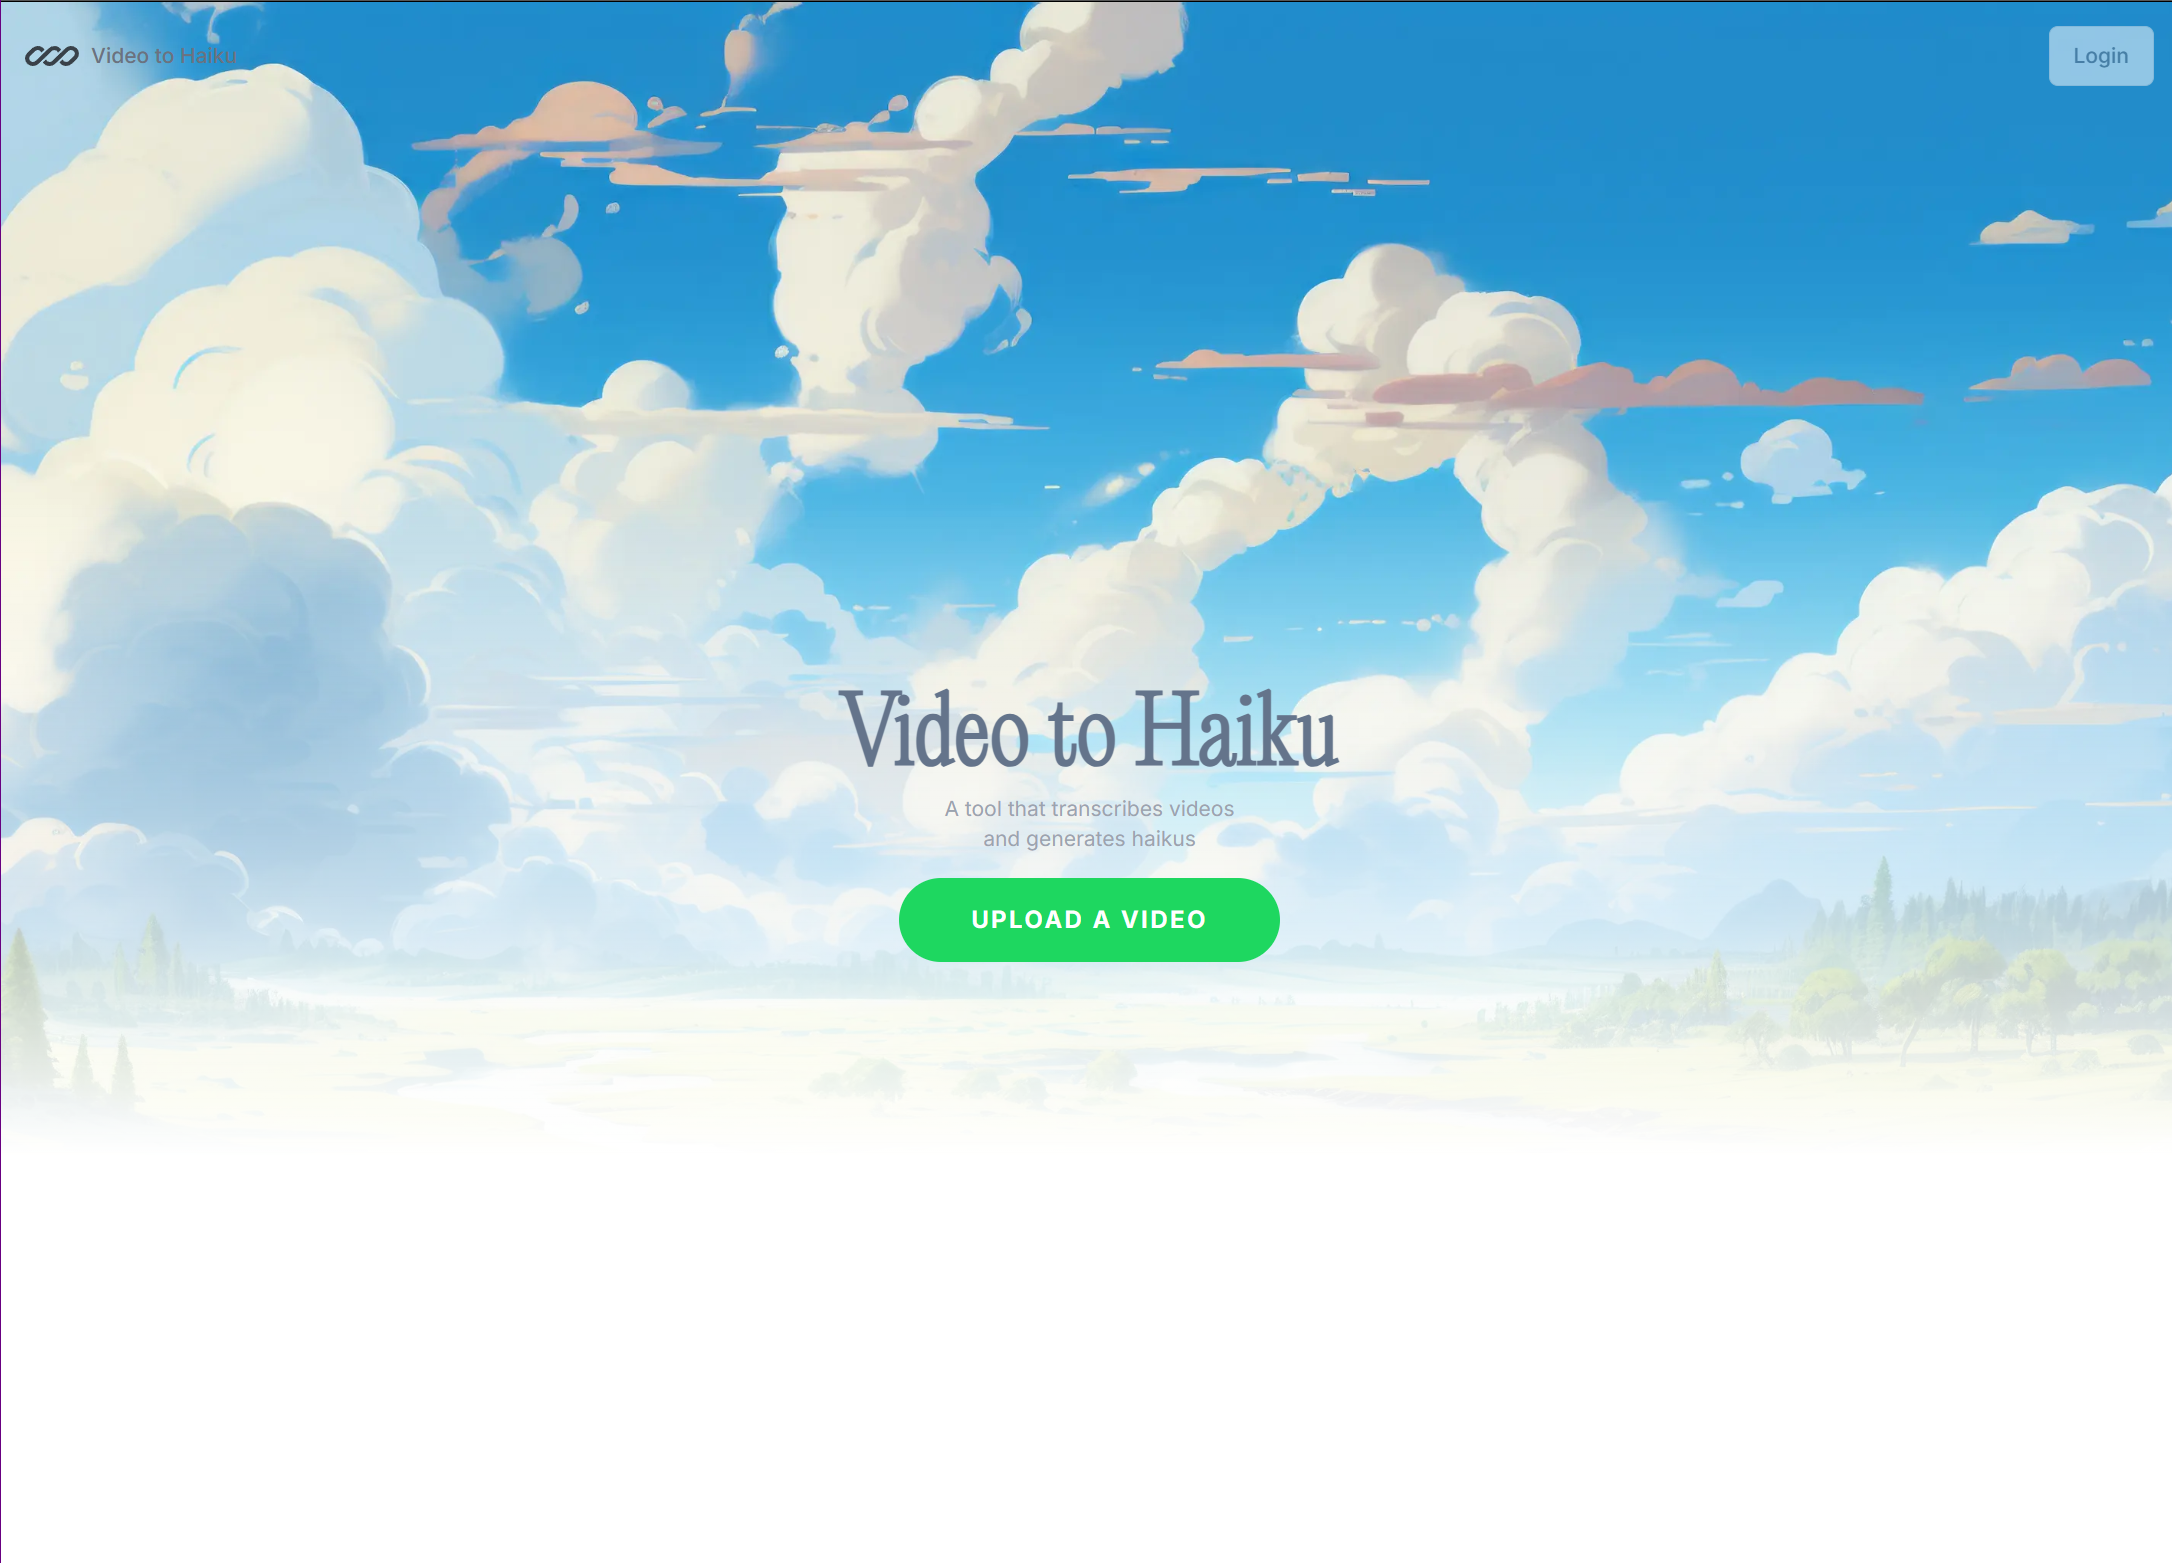 Video to Haiku
Login
Video to Haiku
A tool that transcribes videos
and generates haikus
UPLOAD A VIDEO